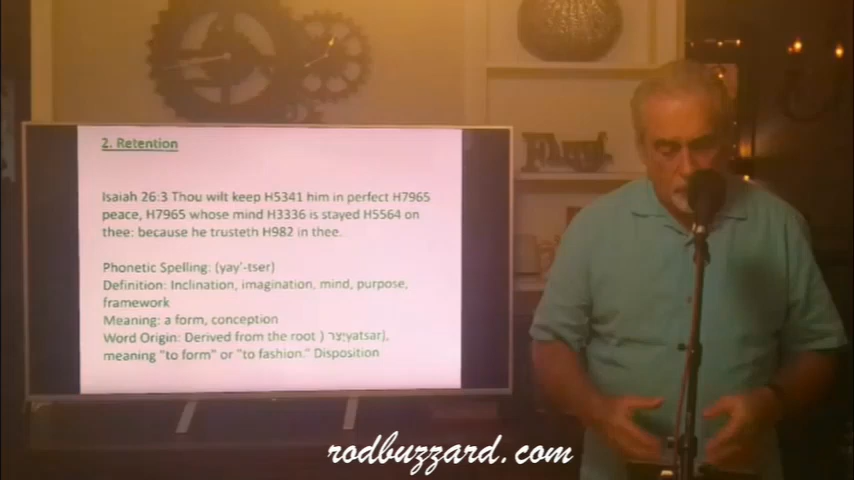 2. Retention
Isaiah 26:3 Thou wilt keep H5341 him in perfect H7965
peace, H7965 whose mind H3336 is stayed H5564 on
thee: because he trusteth H982 in thee.
Phonetic Spelling: (yay'-tser)
Definition: Inclination, imagination, mind, purpose,
framework
Meaning: a form, conception
Word Origin: Derived from the root ) יָצַר(yatsar),
meaning "to form" or "to fashion." Disposition
rodbuzzard.com